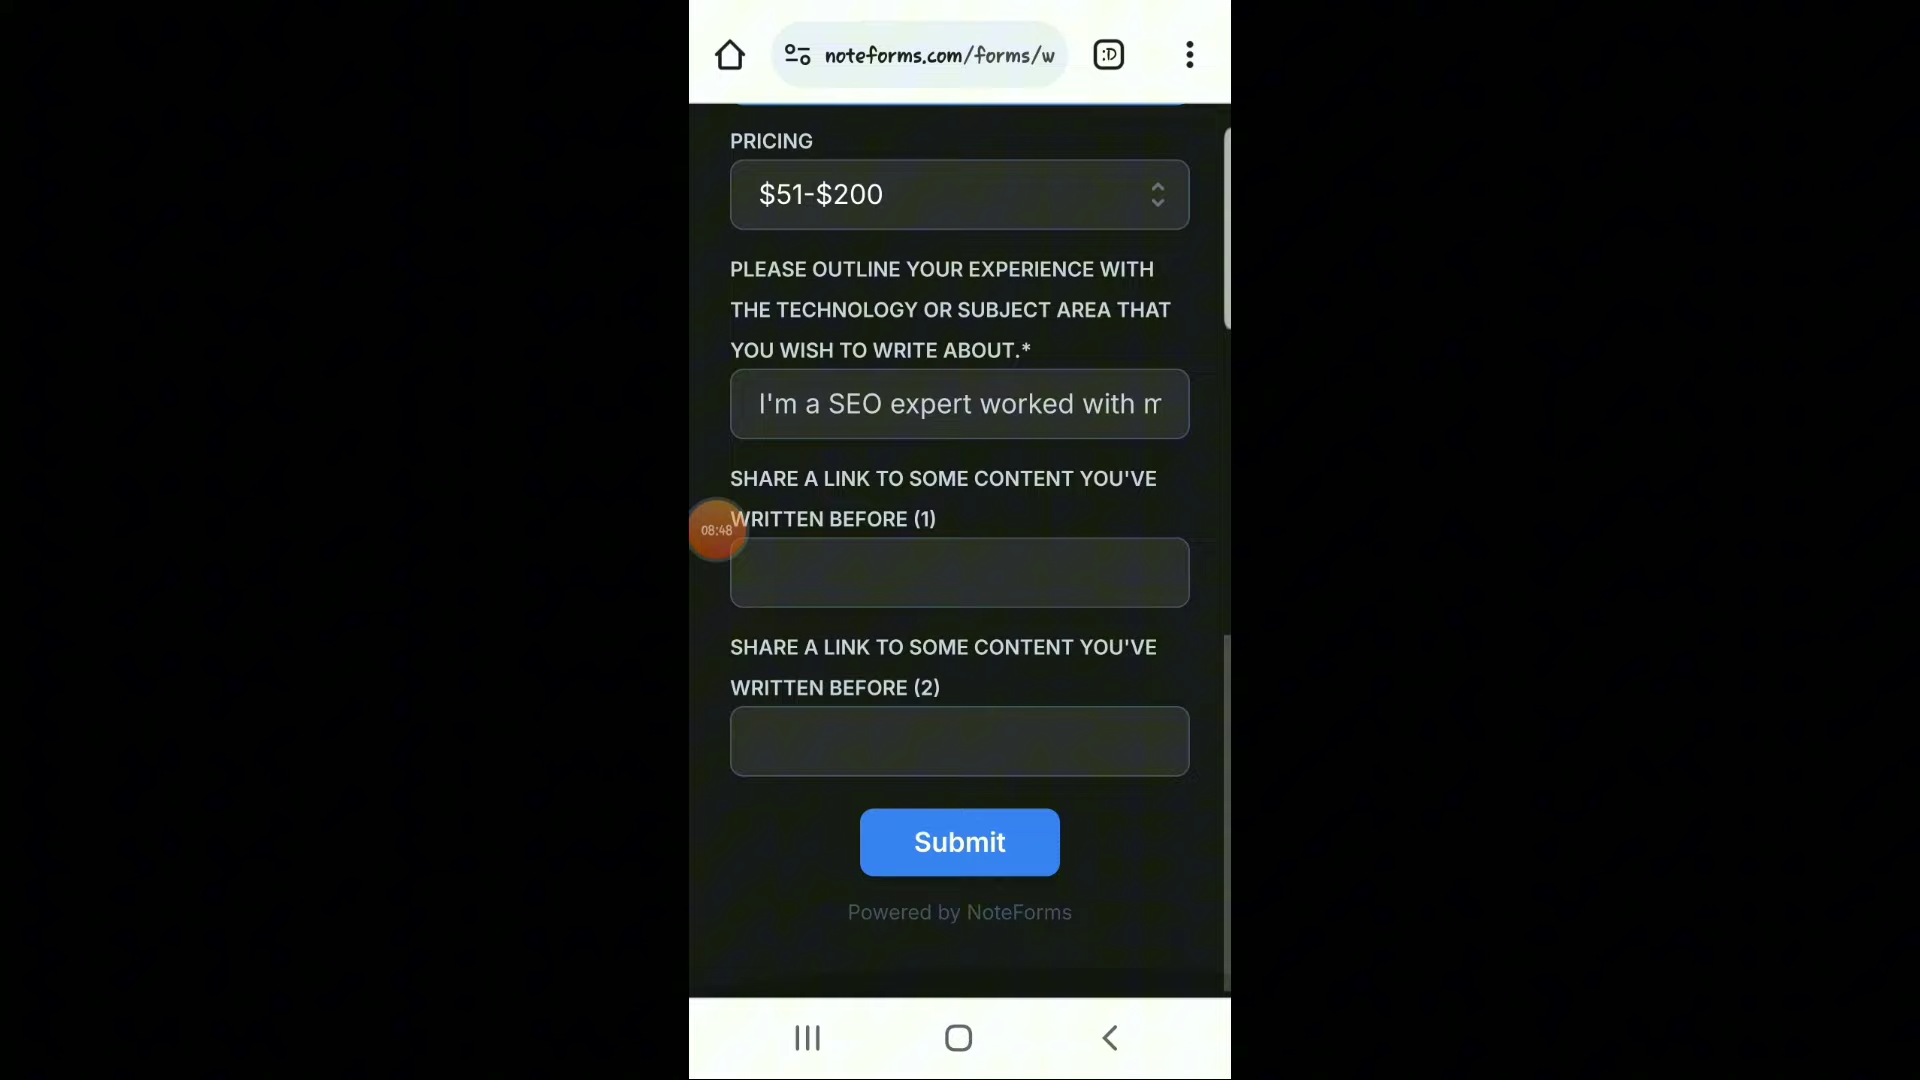 noteforms.com/forms/w
:D
PRICING
$51-$200
PLEASE OUTLINE YOUR EXPERIENCE WITH
THE TECHNOLOGY OR SUBJECT AREA THAT
YOU WISH TO WRITE ABOUT.*
I'm a SEO expert worked with m
SHARE A LINK TO SOME CONTENT YOU'VE
WRITTEN BEFORE (1)
08:48
SHARE A LINK TO SOME CONTENT YOU'VE
WRITTEN BEFORE (2)
Submit
Powered by NoteForms